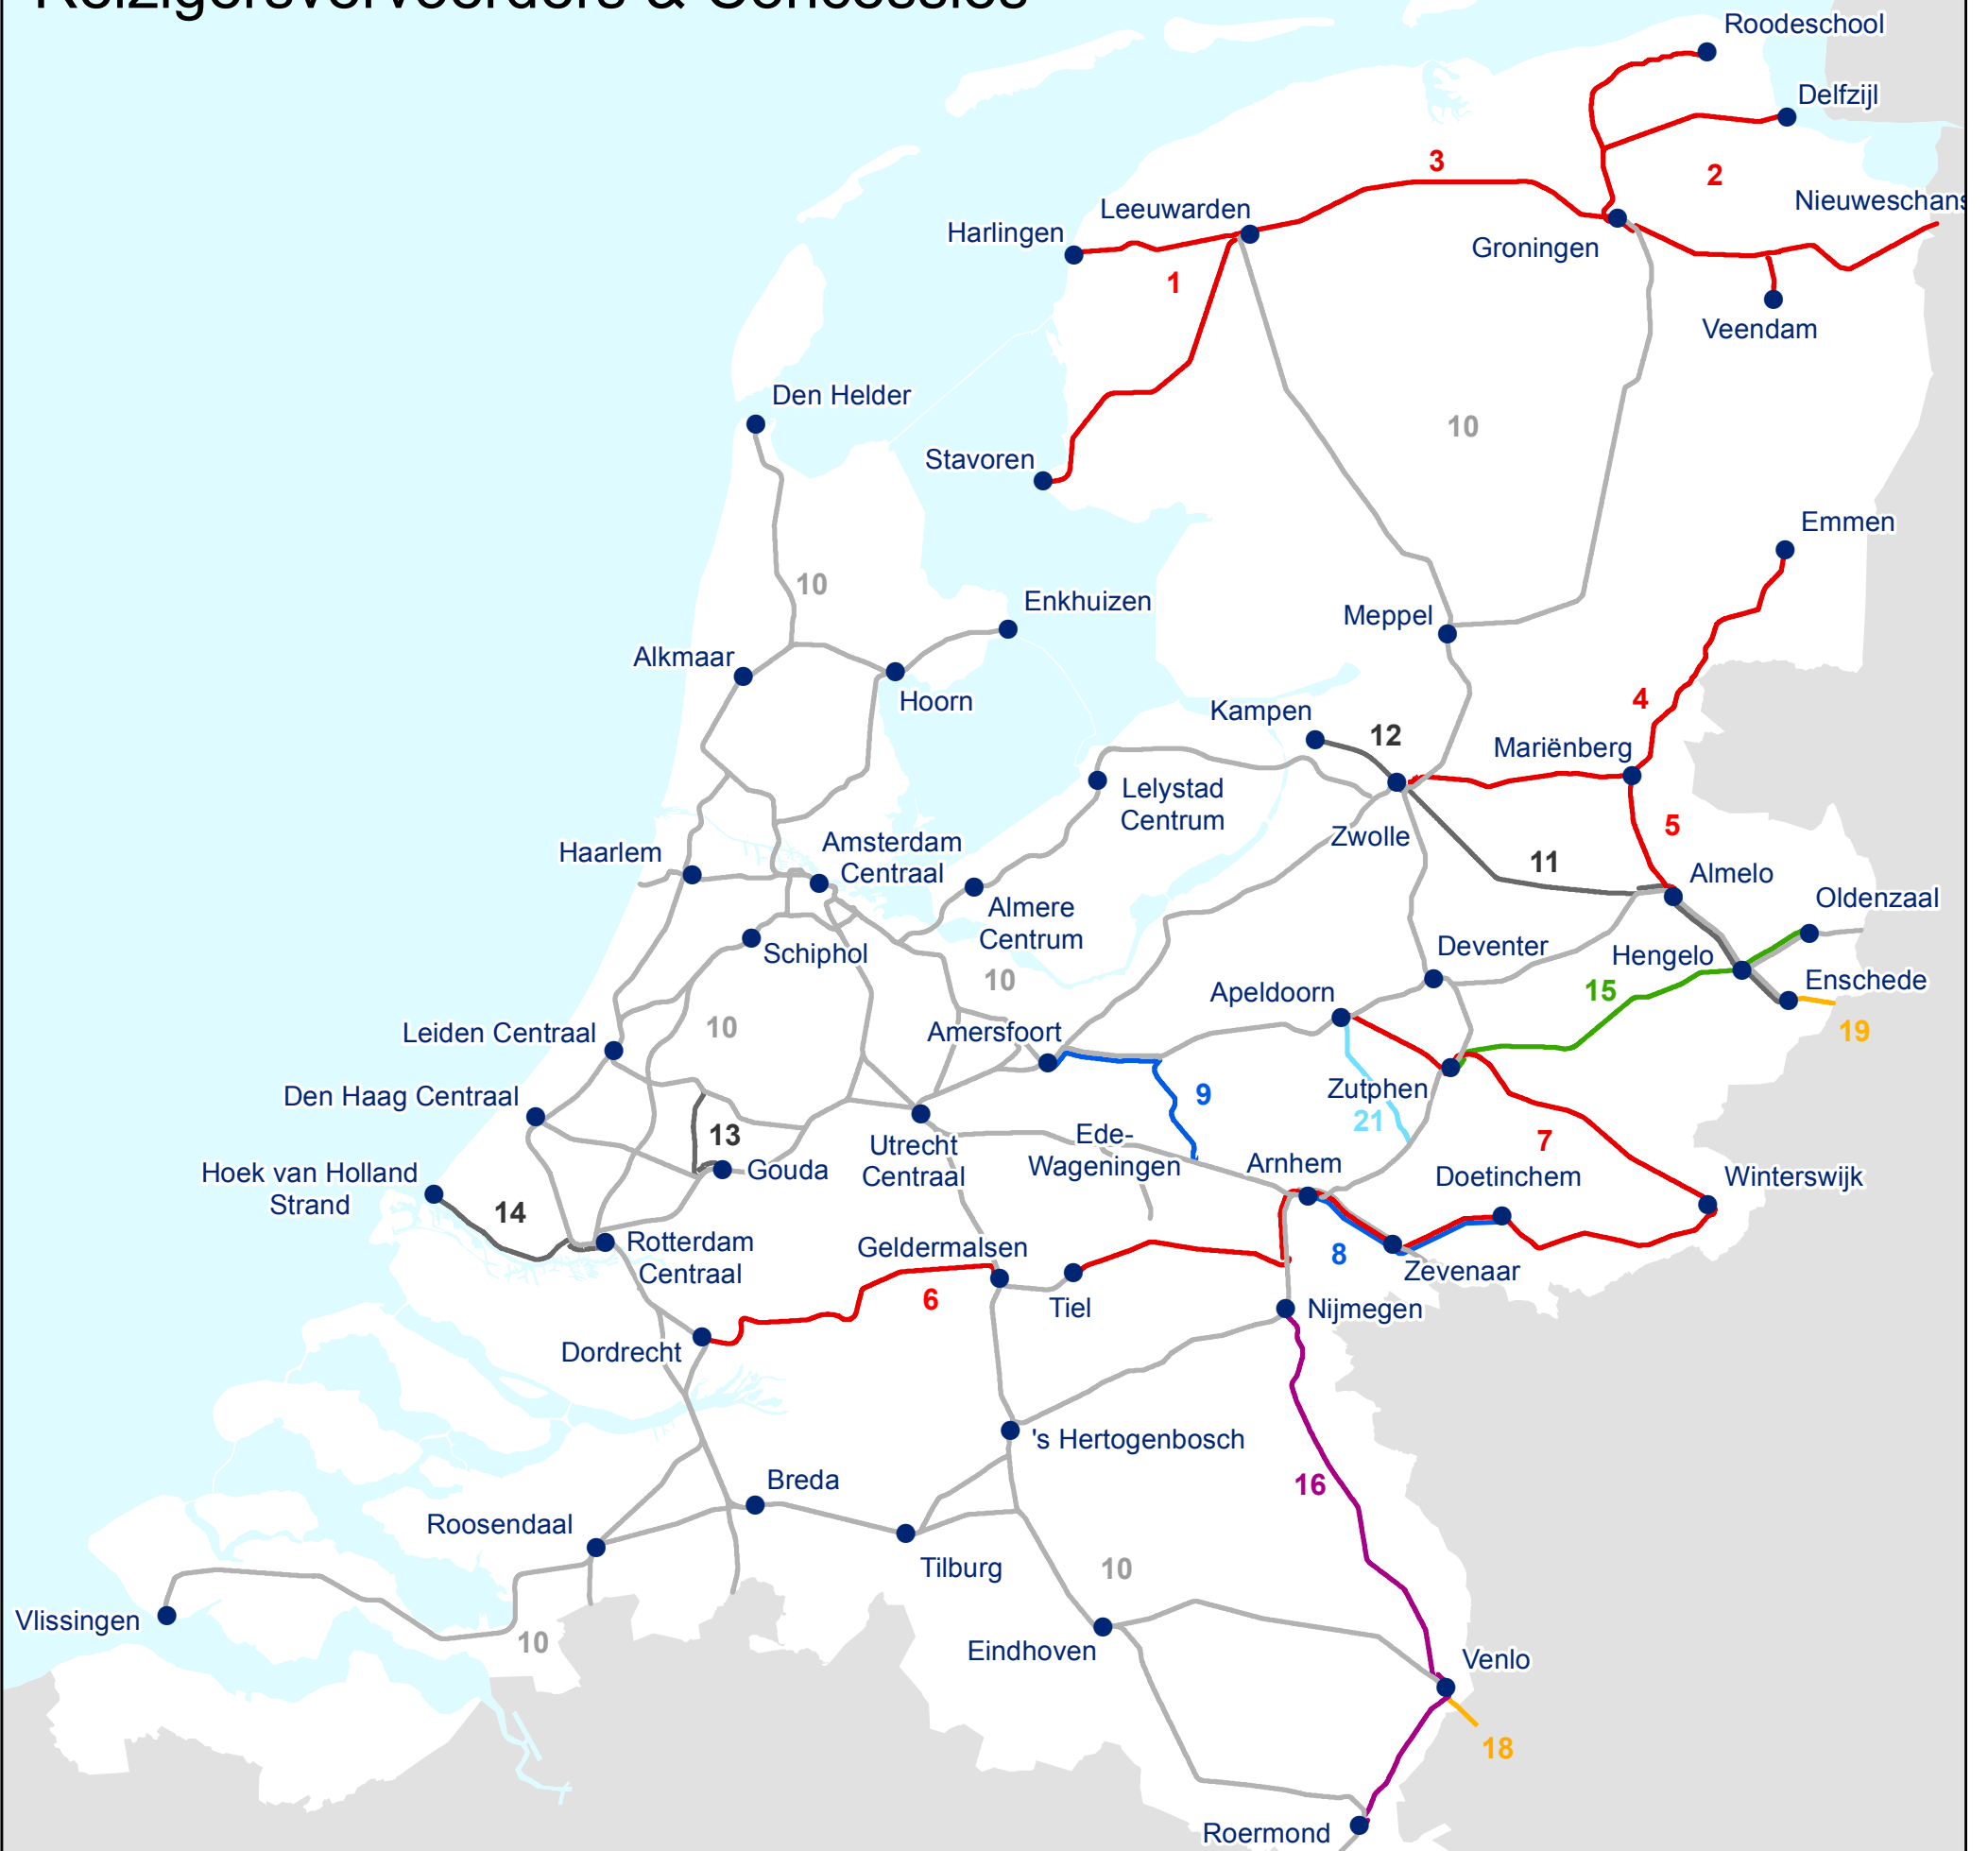 Reizigersvervoerders & Concessies
Roodeschool
Delfzijl
3
2
Nieuweschans
Leeuwarden
Harlingen
Groningen
1
Veendam
Den Helder
10
Stavoren
Emmen
10
Enkhuizen
Meppel
Alkmaar
Hoorn
4
Kampen
12
Mariënberg
Lelystad
Centrum
5
Zwolle
Amsterdam
Centraal
Haarlem
11
Almelo
Oldenzaal
Almere
Centrum
Schiphol
Deventer
Hengelo
10
Enschede
15
Apeldoorn
19
10
Amersfoort
Leiden Centraal
Den Haag Centraal
9
Zutphen
21
13
Ede-
Wageningen
7
Utrecht
Centraal
Gouda
Arnhem
Doetinchem
Winterswijk
Hoek van Holland
Strand
14
Rotterdam
Centraal
Geldermalsen
8
Zevenaar
6
Tiel
Nijmegen
Dordrecht
's Hertogenbosch
Breda
16
Roosendaal
Tilburg
10
Vlissingen
10
Eindhoven
Venlo
18
Roermond